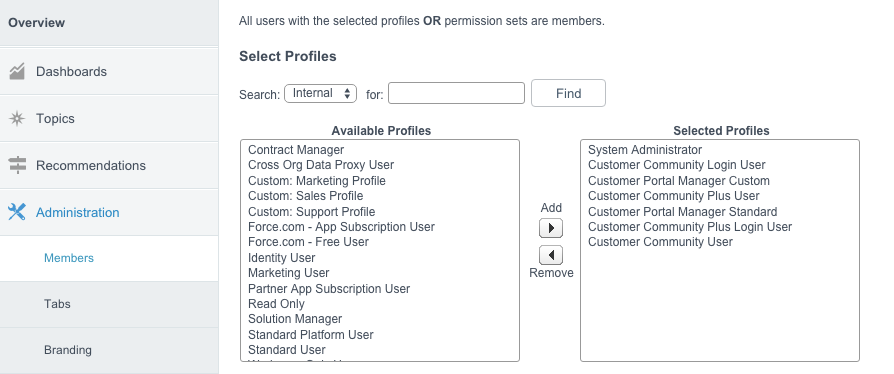 Overview
Dashboards
Topics
Recommendations
Administration
Members
Tabs
Branding
All users with the selected profiles OR permission sets are members.
Select Profiles
Search: Internal for: Find
Available Profiles
Contract Manager
Cross Org Data Proxy User
Custom: Marketing Profile
Custom: Sales Profile
Custom: Support Profile
Force.com - App Subscription User
Force.com - Free User
Identity User
Marketing User
Partner App Subscription User
Read Only
Solution Manager
Standard Platform User
Standard User
Add
Remove
Selected Profiles
System Administrator
Customer Community Login User
Customer Portal Manager Custom
Customer Community Plus User
Customer Portal Manager Standard
Customer Community Plus Login User
Customer Community User